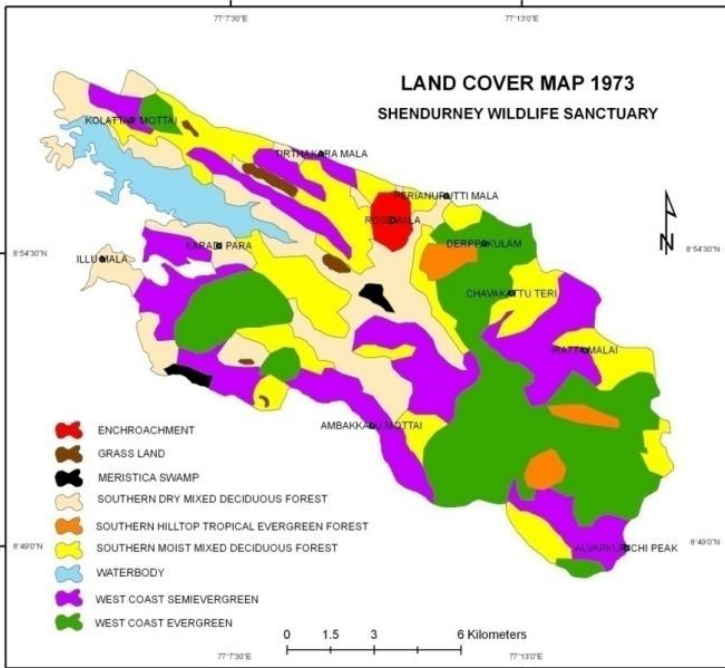 77°7'30"E 77°13'0"E
LAND COVER MAP 1973
SHENDURNEY WILDLIFE SANCTUARY
KOLATTAR MOTTAI
TIRTHAKARA MALA
PERIANURUTTI MALA
ROSEMALA
KARADI PARA
DERPPAKULAM
8°54'30"N 8°54'30"N
ILLU MALA
CHAVAKATTU TERI
IRATTAMALAI
AMBAKKADU MOTTAI
ENCHROACHMENT
GRASS LAND
MERISTICA SWAMP
SOUTHERN DRY MIXED DECIDUOUS FOREST
SOUTHERN HILLTOP TROPICAL EVERGREEN FOREST
SOUTHERN MOIST MIXED DECIDUOUS FOREST
8°49'0"N 8°49'0"N
ALVARKURICHI PEAK
WATERBODY
WEST COAST SEMIEVERGREEN
WEST COAST EVERGREEN
0 1.5 3 6 Kilometers
77°7'30"E 77°13'0"E
N